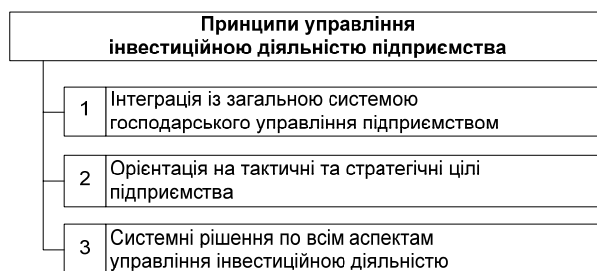 Принципи управління
інвестиційною діяльністю підприємства
1
Інтеграція із загальною системою
господарського управління підприємством
2
Орієнтація на тактичні та стратегічні цілі
підприємства
3
Системні рішення по всім аспектам
управління інвестиційною діяльністю